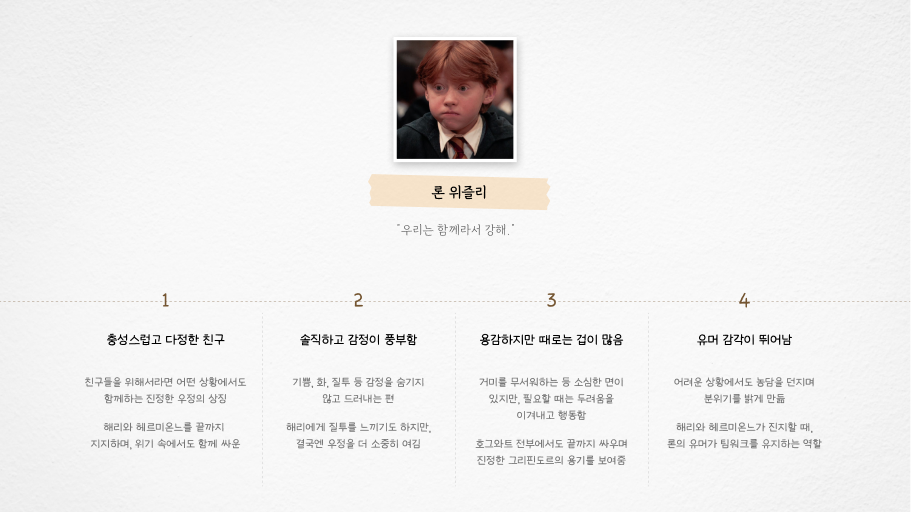 론 위즐리
"우리는 함께라서 강해."
1
충성스럽고 다정한 친구
친구들을 위해서라면 어떤 상황에서도
함께하는 진정한 우정의 상징
해리와 헤르미온느를 끝까지
지지하며, 위기 속에서도 함께 싸운
2
솔직하고 감정이 풍부함
기쁨, 화, 질투 등 감정을 숨기지
않고 드러내는 편
해리에게 질투를 느끼기도 하지만,
결국엔 우정을 더 소중히 여김
3
용감하지만 때로는 겁이 많음
거미를 무서워하는 등 소심한 면이
있지만, 필요할 때는 두려움을
이겨내고 행동함
호그와트 전부에서도 끝까지 싸우며
진정한 그리핀도르의 용기를 보여줌
4
유머 감각이 뛰어남
어려운 상황에서도 농담을 던지며
분위기를 밝게 만듦
해리와 헤르미온느가 진지할 때,
론의 유머가 팀워크를 유지하는 역할